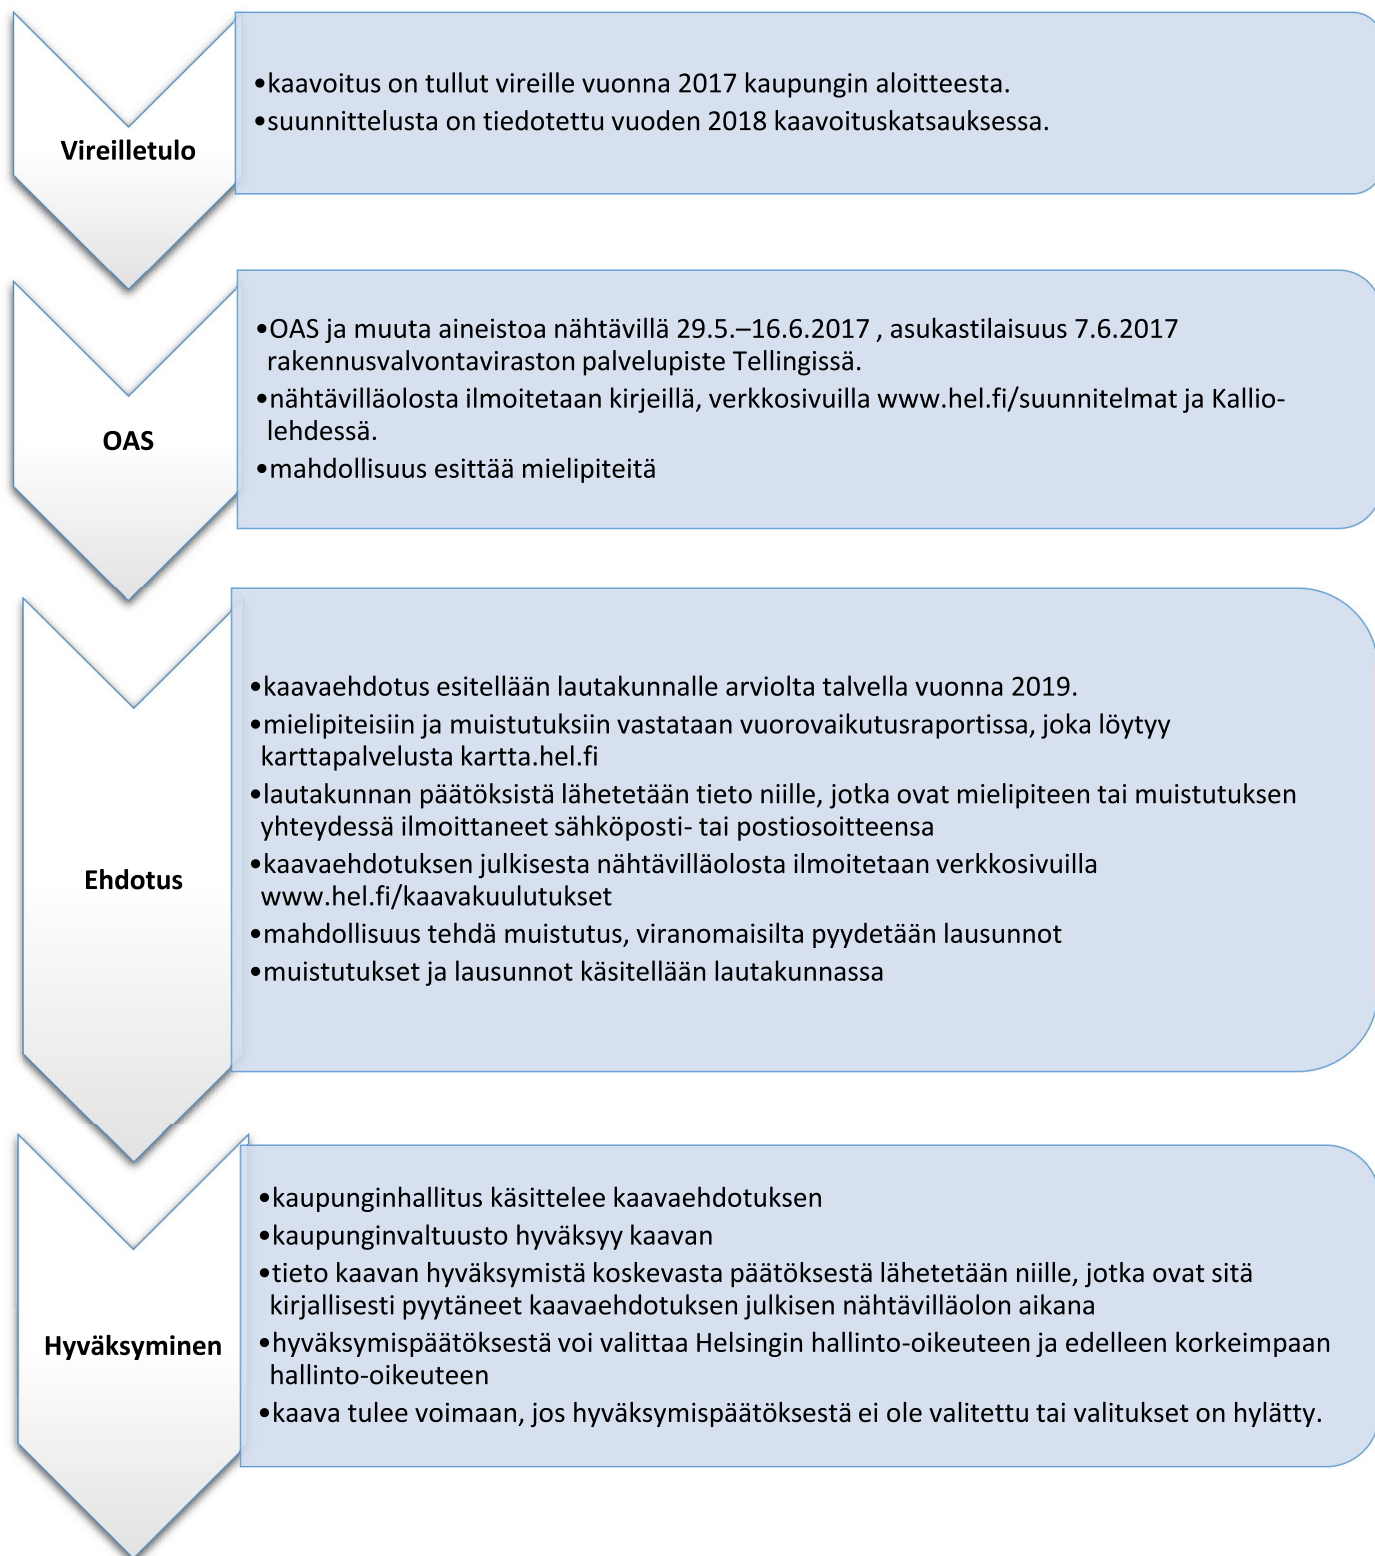 Vireilletulo
•kaavoitus on tullut vireille vuonna 2017 kaupungin aloitteesta.
•suunnittelusta on tiedotettu vuoden 2018 kaavoituskatsauksessa.
OAS
•OAS ja muuta aineistoa nähtävillä 29.5.–16.6.2017 , asukastilaisuus 7.6.2017
rakennusvalvontaviraston palvelupiste Tellingissä.
•nähtävilläolosta ilmoitetaan kirjeillä, verkkosivuilla www.hel.fi/suunnitelmat ja Kallio-
lehdessä.
•mahdollisuus esittää mielipiteitä
Ehdotus
•kaavaehdotus esitellään lautakunnalle arviolta talvella vuonna 2019.
•mielipiteisiin ja muistutuksiin vastataan vuorovaikutusraportissa, joka löytyy
karttapalvelusta kartta.hel.fi
•lautakunnan päätöksistä lähetetään tieto niille, jotka ovat mielipiteen tai muistutuksen
yhteydessä ilmoittaneet sähköposti- tai postiosoitteensa
•kaavaehdotuksen julkisesta nähtävilläolosta ilmoitetaan verkkosivuilla
www.hel.fi/kaavakuulutukset
•mahdollisuus tehdä muistutus, viranomaisilta pyydetään lausunnot
•muistutukset ja lausunnot käsitellään lautakunnassa
Hyväksyminen
•kaupunginhallitus käsittelee kaavaehdotuksen
•kaupunginvaltuusto hyväksyy kaavan
•tieto kaavan hyväksymistä koskevasta päätöksestä lähetetään niille, jotka ovat sitä
kirjallisesti pyytäneet kaavaehdotuksen julkisen nähtävilläolon aikana
•hyväksymispäätöksestä voi valittaa Helsingin hallinto-oikeuteen ja edelleen korkeimpaan
hallinto-oikeuteen
•kaava tulee voimaan, jos hyväksymispäätöksestä ei ole valitettu tai valitukset on hylätty.